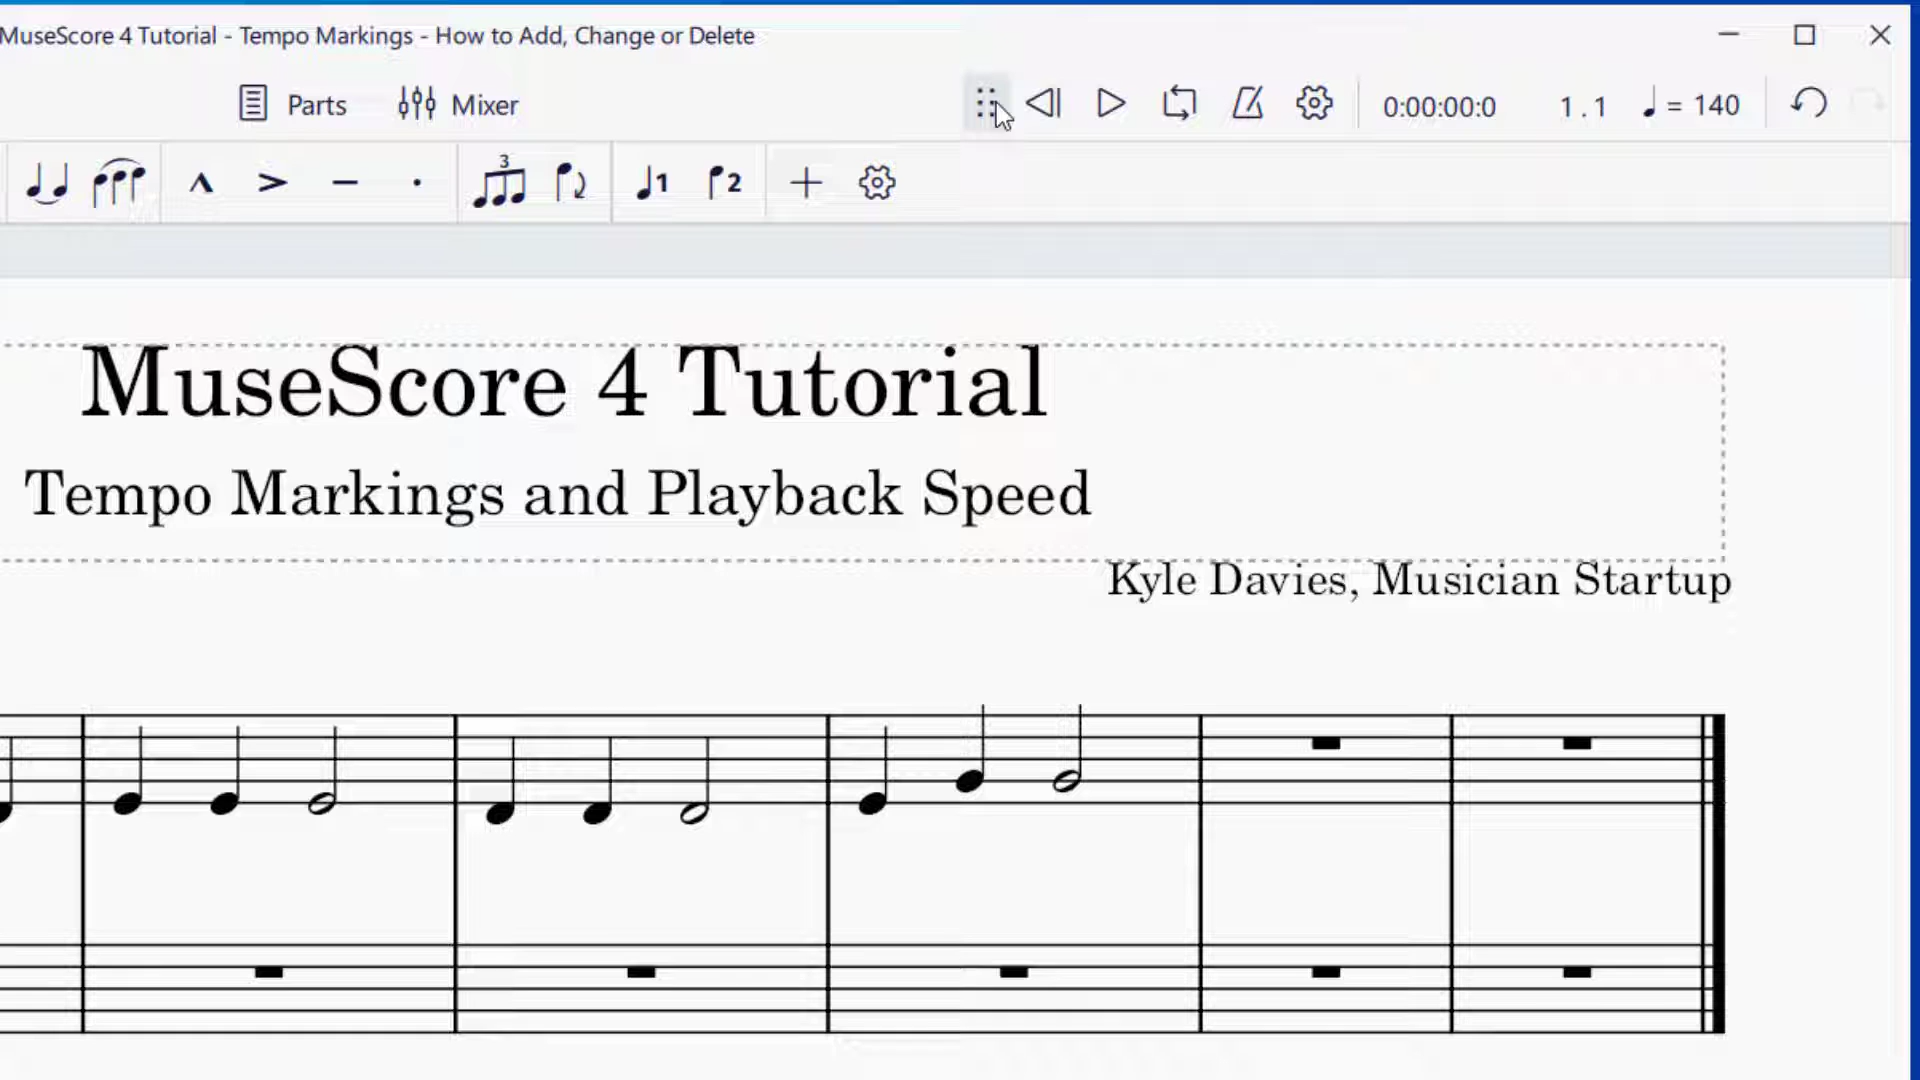 MuseScore 4 Tutorial - Tempo Markings - How to Add, Change or Delete
Parts Mixer 0:00:00:0 1 . 1 ♩ = 140
3
1 2
MuseScore 4 Tutorial
Tempo Markings and Playback Speed
Kyle Davies, Musician Startup